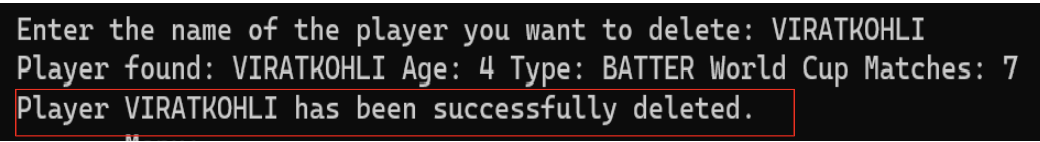 Enter the name of the player you want to delete: VIRATKOHLI
Player found: VIRATKOHLI Age: 4 Type: BATTER World Cup Matches: 7
Player VIRATKOHLI has been successfully deleted.